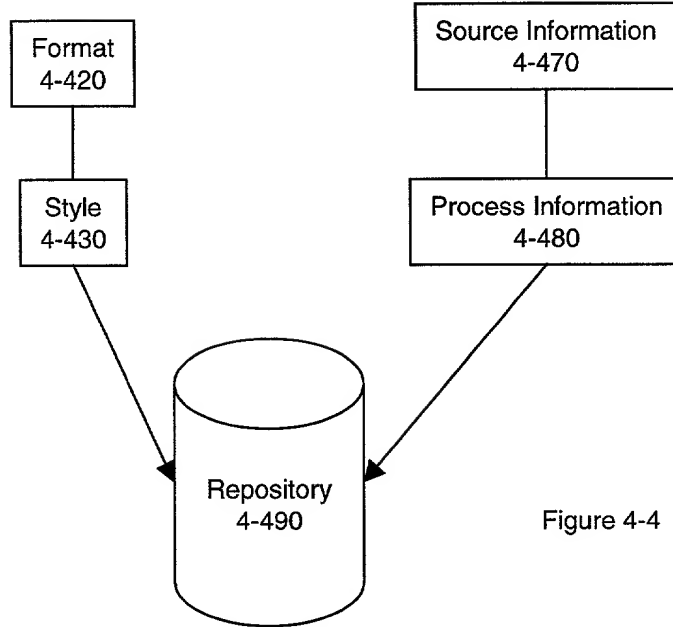 Format
4-420
Source Information
4-470
Style
4-430
Process Information
4-480
Repository
4-490
Figure 4-4